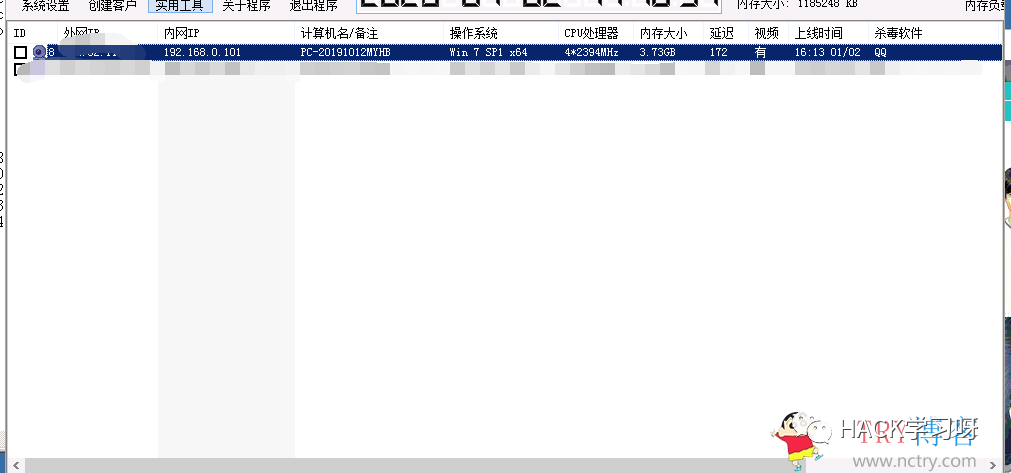 系统设置 创建客户 实用工具 关于程序 退出程序 内存大小: 1185248 KB 内存负载
ID 外网IP 内网IP 计算机名/备注 操作系统 CPU处理器 内存大小 延迟 视频 上线时间 杀毒软件
192.168.0.101 PC-20191012MYHB Win 7 SP1 x64 4*2394MHz 3.73GB 172 有 16:13 01/02 QQ
HACK学习呀
TRY博客
www.nctry.com